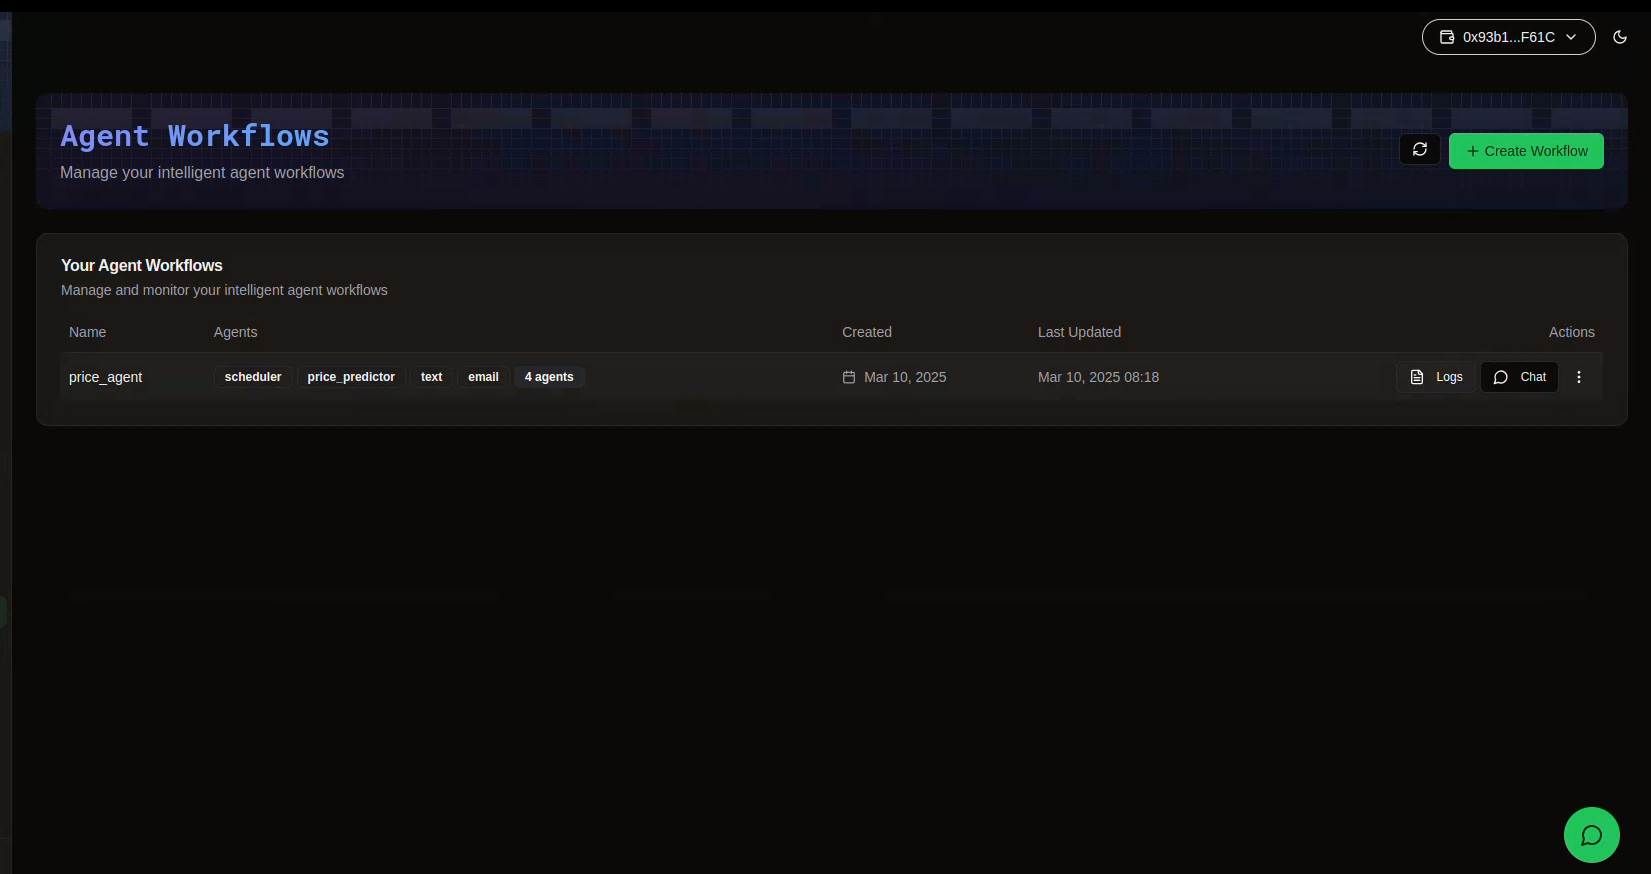 0x93b1...F61C
Agent Workflows
Manage your intelligent agent workflows
Create Workflow
Your Agent Workflows
Manage and monitor your intelligent agent workflows
Name Agents Created Last Updated Actions
price_agent scheduler price_predictor text email 4 agents Mar 10, 2025 Mar 10, 2025 08:18 Logs Chat